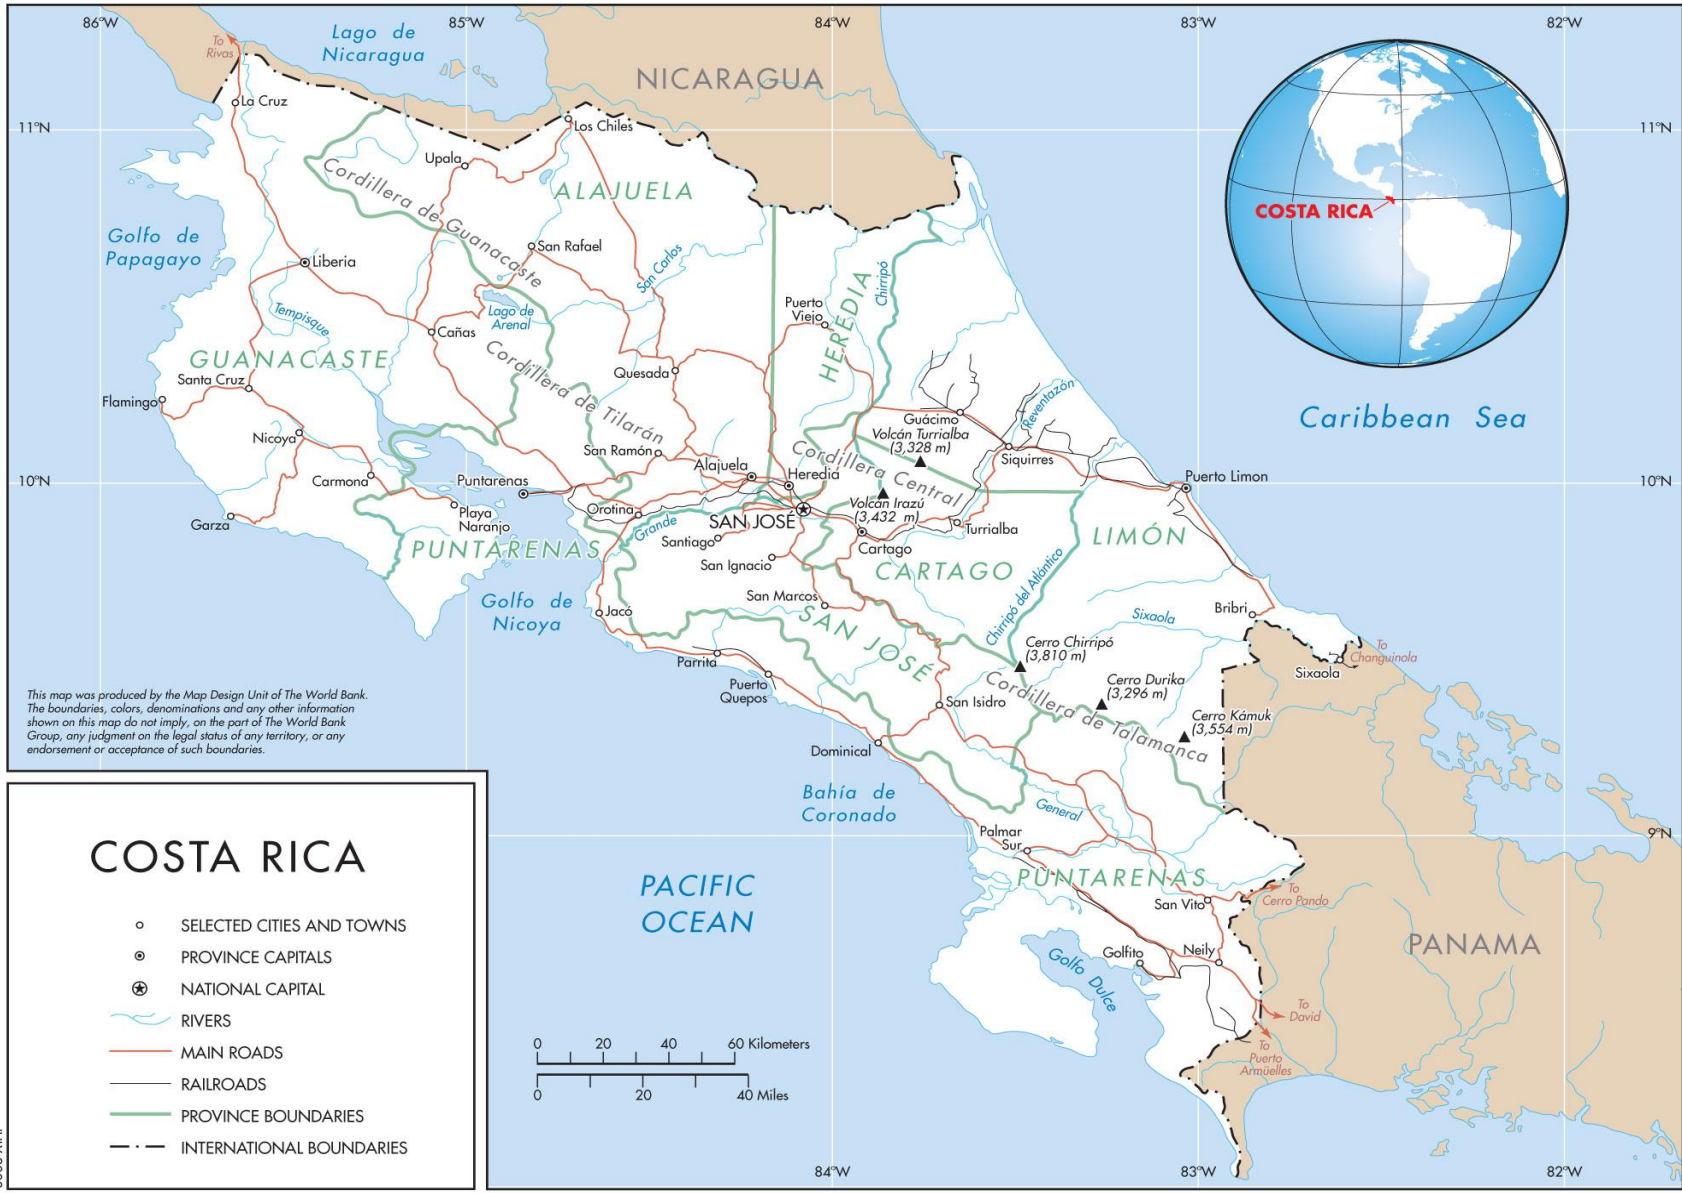 86°W
85°W
84°W
83°W
82°W
To
Rivas
Lago de
Nicaragua
NICARAGUA
La Cruz
Los Chiles
11°N
11°N
Upala
Cordillera de Guanacaste
ALAJUELA
COSTA RICA
Golfo de
Papagayo
San Rafael
San Carlos
Liberia
Chirripó
HEREDIA
Puerto
Viejo
Lago de
Arenal
Tempisque
Cañas
GUANACASTE
Cordillera de Tilarán
Quesada
Santa Cruz
Flamingo
Reventazón
Caribbean Sea
Guácimo
Nicoya
Volcán Turrialba
(3,328 m)
San Ramón
Siquirres
Cordillera Central
Alajuela
Heredia
Carmona
Puntarenas
10°N
10°N
Puerto Limon
Volcán Irazú
(3,432 m)
Orotina
Playa
Naranjo
Garza
SAN JOSÉ
Grande
Turrialba
LIMÓN
Santiago
Cartago
PUNTARENAS
San Ignacio
CARTAGO
Chirripó del Atlántico
San Marcos
Golfo de
Nicoya
Jacó
Bribri
Sixaola
SAN JOSÉ
Cerro Chirripó
(3,810 m)
To
Changuinola
Parrita
Sixaola
Puerto
Quepos
Cerro Durika
(3,296 m)
Cordillera de Talamanca
San Isidro
Cerro Kámuk
(3,554 m)
This map was produced by the Map Design Unit of The World Bank.
The boundaries, colors, denominations and any other information
shown on this map do not imply, on the part of The World Bank
Group, any judgment on the legal status of any territory, or any
endorsement or acceptance of such boundaries.
Dominical
Bahía de
Coronado
General
Palmar
Sur
9°N
PUNTARENAS
PACIFIC
OCEAN
San Vito
To
Cerro Pando
PANAMA
Golfito
Neily
Golfo Dulce
To
David
To
Puerto
Armüelles
COSTA RICA
SELECTED CITIES AND TOWNS
PROVINCE CAPITALS
NATIONAL CAPITAL
RIVERS
MAIN ROADS
RAILROADS
PROVINCE BOUNDARIES
INTERNATIONAL BOUNDARIES
0 20 40 60 Kilometers
0 20 40 Miles
84°W
83°W
82°W